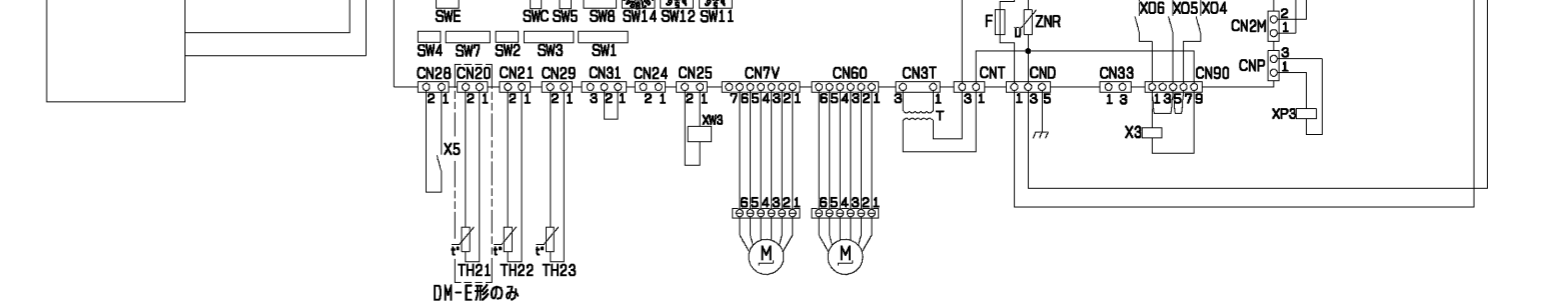 SWE SWC SW5 SW8 SW14 SW12 SW11
F ZNR X06 X05 X04 CN2M 2
1
SW4 SW7 SW2 SW3 SW1
CN28 CN20 CN21 CN29 CN31 CN24 CN25 CN7V CN60 CN3T CNT CND CN33 CN90 CNP 3
1
2 1 2 1 2 1 2 1 3 2 1 2 1 2 1 7 6 5 4 3 2 1 6 5 4 3 2 1 3 1 3 1 1 3 5 1 3 1 3 5 7 9
XW3 T X3 XP3
X5
6 5 4 3 2 1 6 5 4 3 2 1
t° t° t° M M
TH21 TH22 TH23
DM-E形のみ